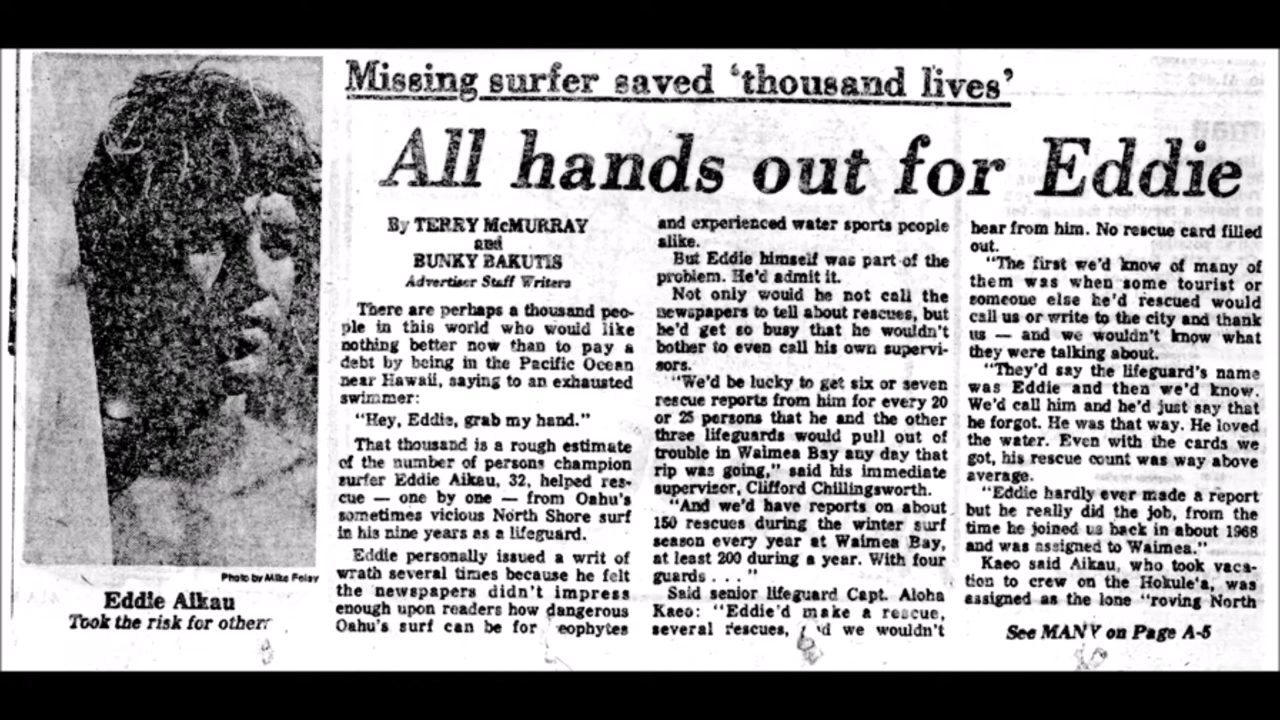 Missing surfer saved 'thousand lives'
All hands out for Eddie
By TERRY McMURRAY
and
BUNKY BAKUTIS
Advertiser Staff Writers
There are perhaps a thousand peo-
ple in this world who would like
nothing better now than to pay a
debt by being in the Pacific Ocean
near Hawaii, saying to an exhausted
swimmer:
"Hey, Eddie, grab my hand."
That thousand is a rough estimate
of the number of persons champion
surfer Eddie Aikau, 32, helped res-
cue — one by one — from Oahu's
sometimes vicious North Shore surf
in his nine years as a lifeguard.
Eddie personally issued a writ of
wrath several times because he felt
the newspapers didn't impress
enough upon readers how dangerous
Oahu's surf can be for eophytes
and experienced water sports people
alike.
But Eddie himself was part of the
problem. He'd admit it.
Not only would he not call the
newspapers to tell about rescues, but
he'd get so busy that he wouldn't
bother to even call his own supervi-
sors.
"We'd be lucky to get six or seven
rescue reports from him for every 20
or 25 persons that he and the other
three lifeguards would pull out of
trouble in Waimea Bay any day that
rip was going," said his immediate
supervisor, Clifford Chillingsworth.
"And we'd have reports on about
150 rescues during the winter surf
season every year at Waimea Bay,
at least 200 during a year. With four
guards . . ."
Said senior lifeguard Capt. Aloha
Kaeo: "Eddie'd make a rescue,
several rescues, and we wouldn't
hear from him. No rescue card filled
out.
"The first we'd know of many of
them was when some tourist or
someone else he'd rescued would
call us or write to the city and thank
us — and we wouldn't know what
they were talking about.
"They'd say the lifeguard's name
was Eddie and then we'd know.
We'd call him and he'd just say that
he forgot. He was that way. He loved
the water. Even with the cards we
got, his rescue count was way above
average.
"Eddie hardly ever made a report
but he really did the job, from the
time he joined us back in about 1968
and was assigned to Waimea."
Kaeo said Aikau, who took vaca-
tion to crew on the Hokule'a, was
assigned as the lone "roving North
See MANY on Page A-5
Photo by Mike Felay
Eddie Aikau
Took the risk for others